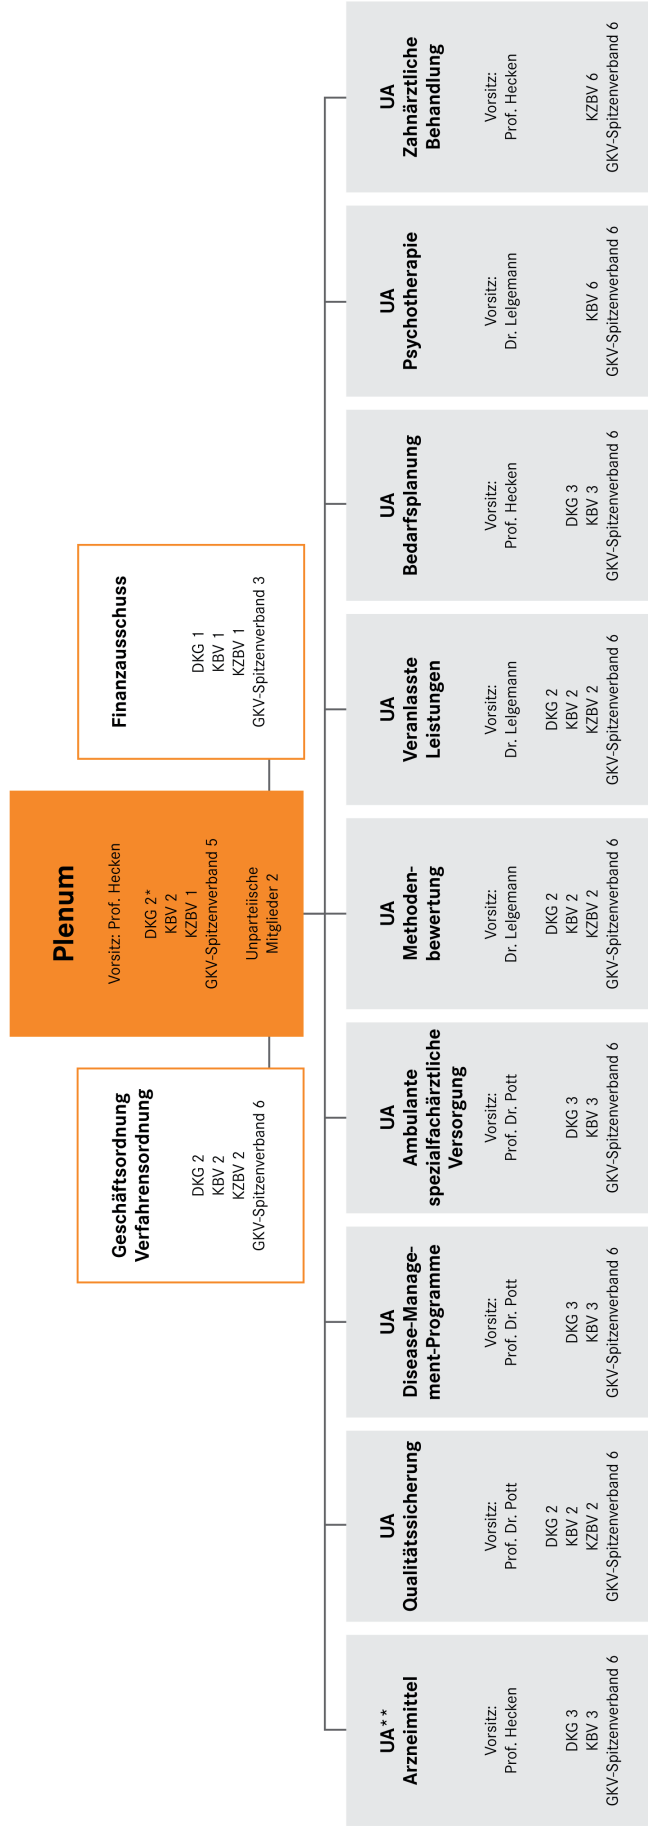 Plenum
Vorsitz: Prof. Hecken
DKG 2*
KBV 2
KZBV 1
GKV-Spitzenverband 5
Unparteiische
Mitglieder 2
Geschäftsordnung
Verfahrensordnung
DKG 2
KBV 2
KZBV 2
GKV-Spitzenverband 6
Finanzausschuss
DKG 1
KBV 1
KZBV 1
GKV-Spitzenverband 3
UA**
Arzneimittel
Vorsitz:
Prof. Hecken
DKG 3
KBV 3
GKV-Spitzenverband 6
UA
Qualitätssicherung
Vorsitz:
Prof. Dr. Pott
DKG 2
KBV 2
KZBV 2
GKV-Spitzenverband 6
UA
Disease-Manage-
ment-Programme
Vorsitz:
Prof. Dr. Pott
DKG 3
KBV 3
GKV-Spitzenverband 6
UA
Ambulante
spezialfachärztliche
Versorgung
Vorsitz:
Prof. Dr. Pott
DKG 3
KBV 3
GKV-Spitzenverband 6
UA
Methoden-
bewertung
Vorsitz:
Dr. Lelgemann
DKG 2
KBV 2
KZBV 2
GKV-Spitzenverband 6
UA
Veranlasste
Leistungen
Vorsitz:
Dr. Lelgemann
DKG 2
KBV 2
KZBV 2
GKV-Spitzenverband 6
UA
Bedarfsplanung
Vorsitz:
Prof. Hecken
DKG 3
KBV 3
GKV-Spitzenverband 6
UA
Psychotherapie
Vorsitz:
Dr. Lelgemann
KBV 6
GKV-Spitzenverband 6
UA
Zahnärztliche
Behandlung
Vorsitz:
Prof. Hecken
KZBV 6
GKV-Spitzenverband 6